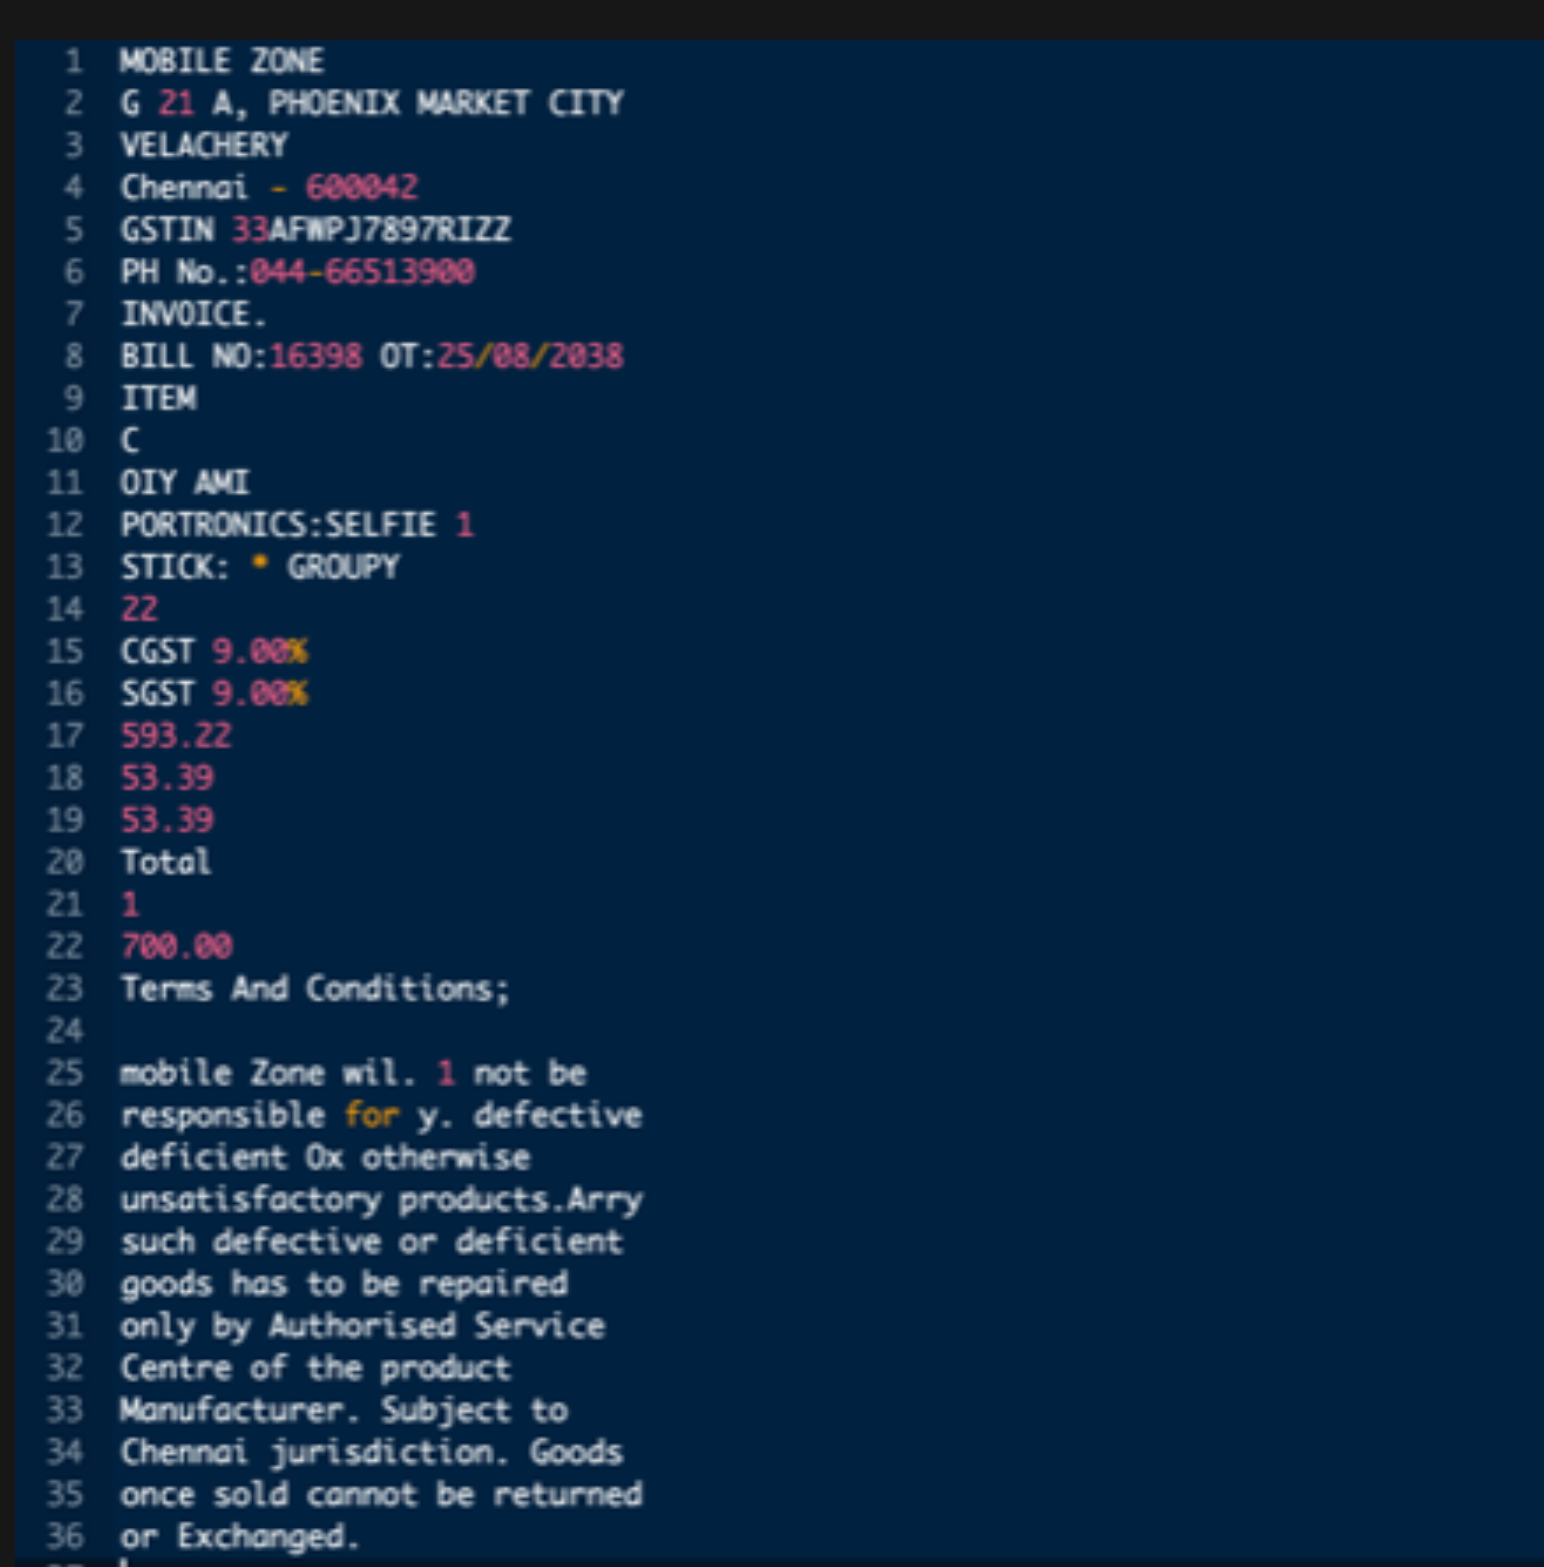 1 MOBILE ZONE
2 G 21 A, PHOENIX MARKET CITY
3 VELACHERY
4 Chennai - 600042
5 GSTIN 33AFWPJ7897RIZZ
6 PH No.:044-66513900
7 INVOICE.
8 BILL NO:16398 OT:25/08/2038
9 ITEM
10 C
11 OIY AMI
12 PORTRONICS:SELFIE 1
13 STICK: * GROUPY
14 22
15 CGST 9.00%
16 SGST 9.00%
17 593.22
18 53.39
19 53.39
20 Total
21 1
22 700.00
23 Terms And Conditions;
24
25 mobile Zone wil. 1 not be
26 responsible for y. defective
27 deficient Ox otherwise
28 unsatisfactory products.Arry
29 such defective or deficient
30 goods has to be repaired
31 only by Authorised Service
32 Centre of the product
33 Manufacturer. Subject to
34 Chennai jurisdiction. Goods
35 once sold cannot be returned
36 or Exchanged.